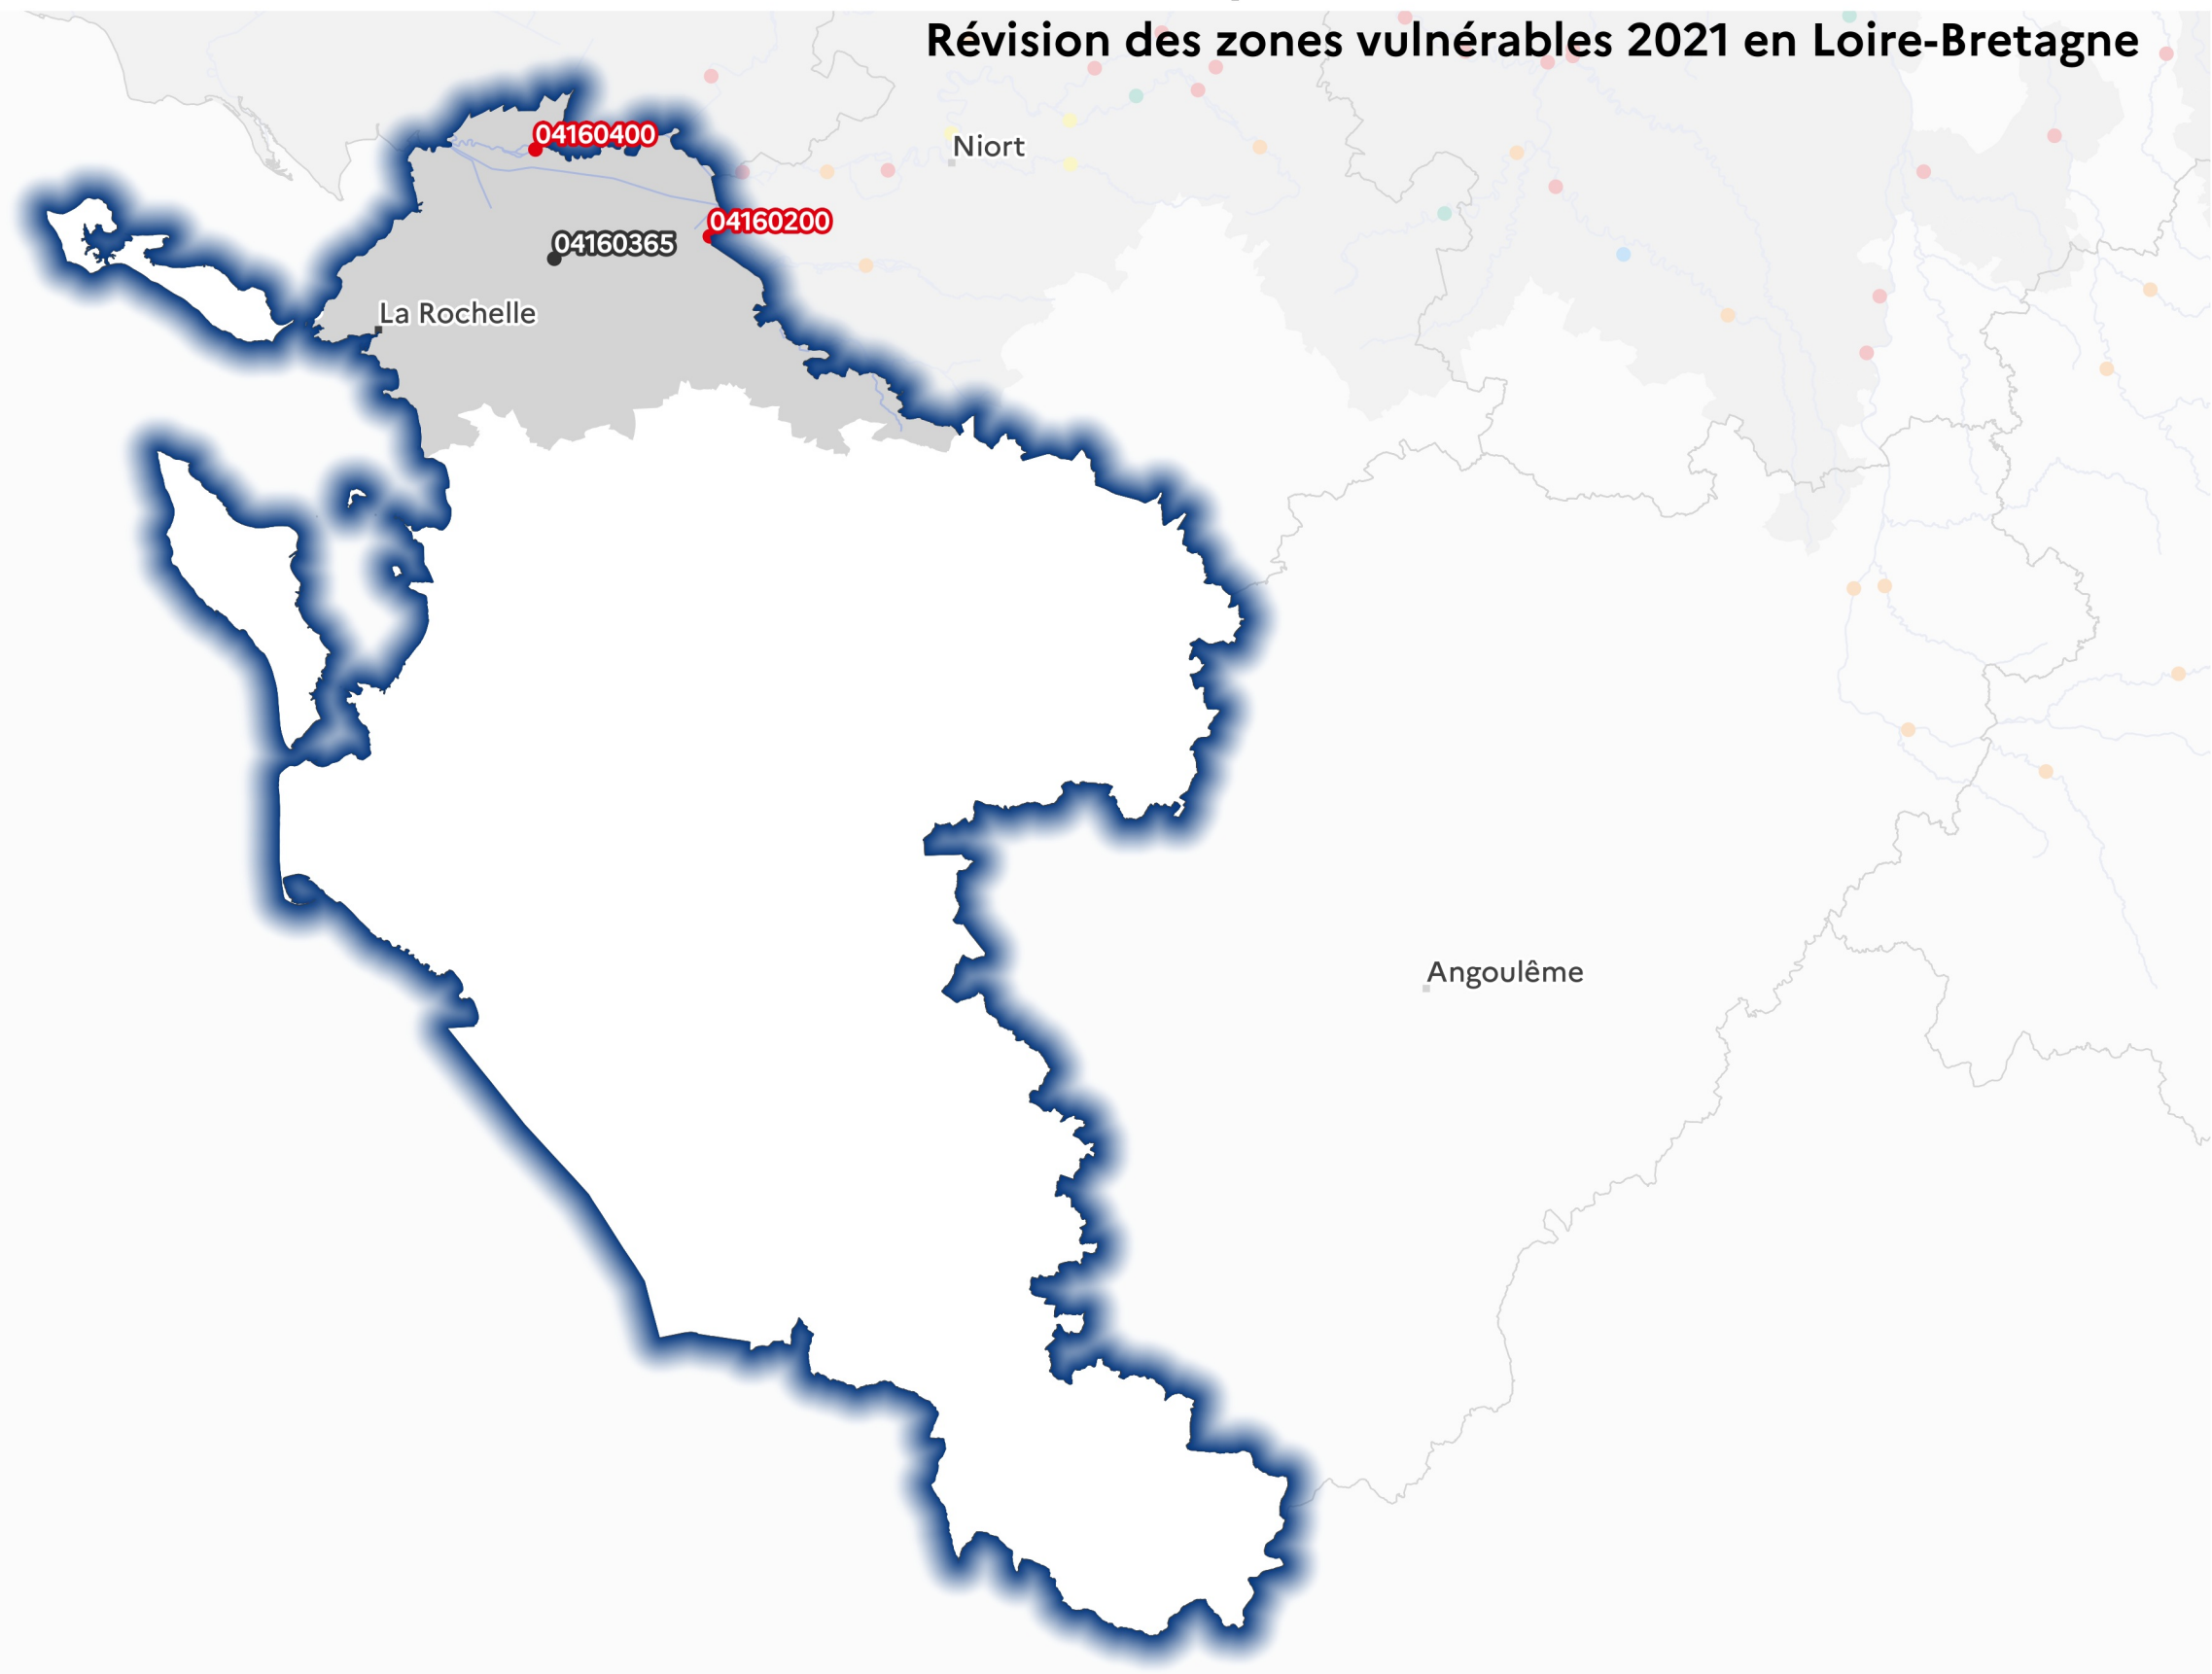 Révision des zones vulnérables 2021 en Loire-Bretagne
04160400
Niort
04160200
04160365
La Rochelle
Angoulême